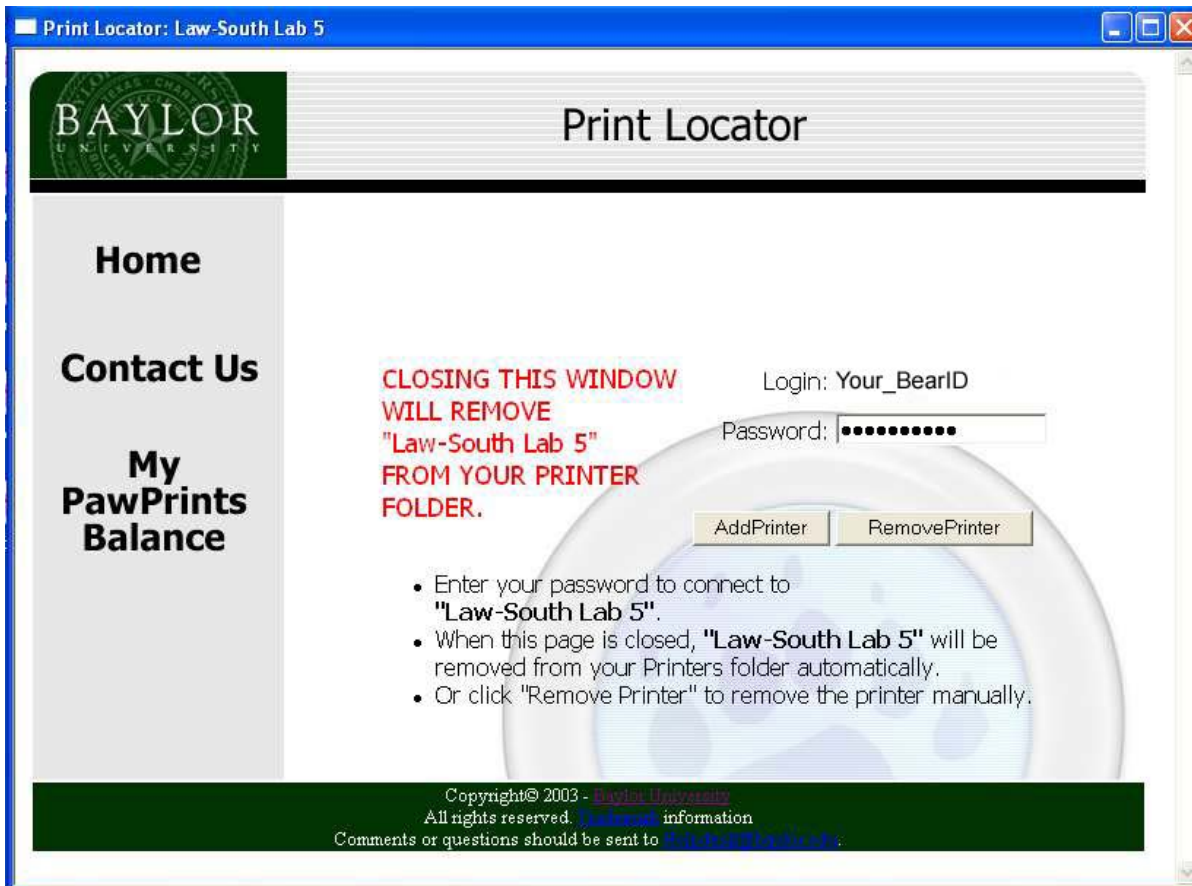 Print Locator: Law-South Lab 5
BAYLOR
UNIVERSITY
Print Locator
Home
Contact Us
My
PawPrints
Balance
CLOSING THIS WINDOW
WILL REMOVE
"Law-South Lab 5"
FROM YOUR PRINTER
FOLDER.
Login: Your_BearID
Password: ••••••••••
AddPrinter
RemovePrinter
• Enter your password to connect to
"Law-South Lab 5".
• When this page is closed, "Law-South Lab 5" will be
removed from your Printers folder automatically.
• Or click "Remove Printer" to remove the printer manually.
Copyright© 2003 - Baylor University
All rights reserved. Trademark information
Comments or questions should be sent to